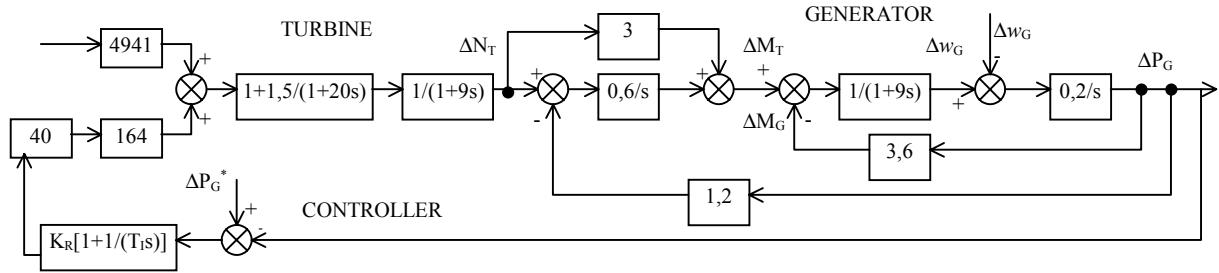 TURBINE
GENERATOR
4941
3
ΔN_T
ΔM_T
Δw_G
Δw_G
ΔP_G
+
+
+
-
+
+
-
+
-
1+1,5/(1+20s)
1/(1+9s)
0,6/s
1/(1+9s)
0,2/s
ΔM_G
40
164
3,6
1,2
ΔP_G*
CONTROLLER
+
-
K_R[1+1/(T_Is)]